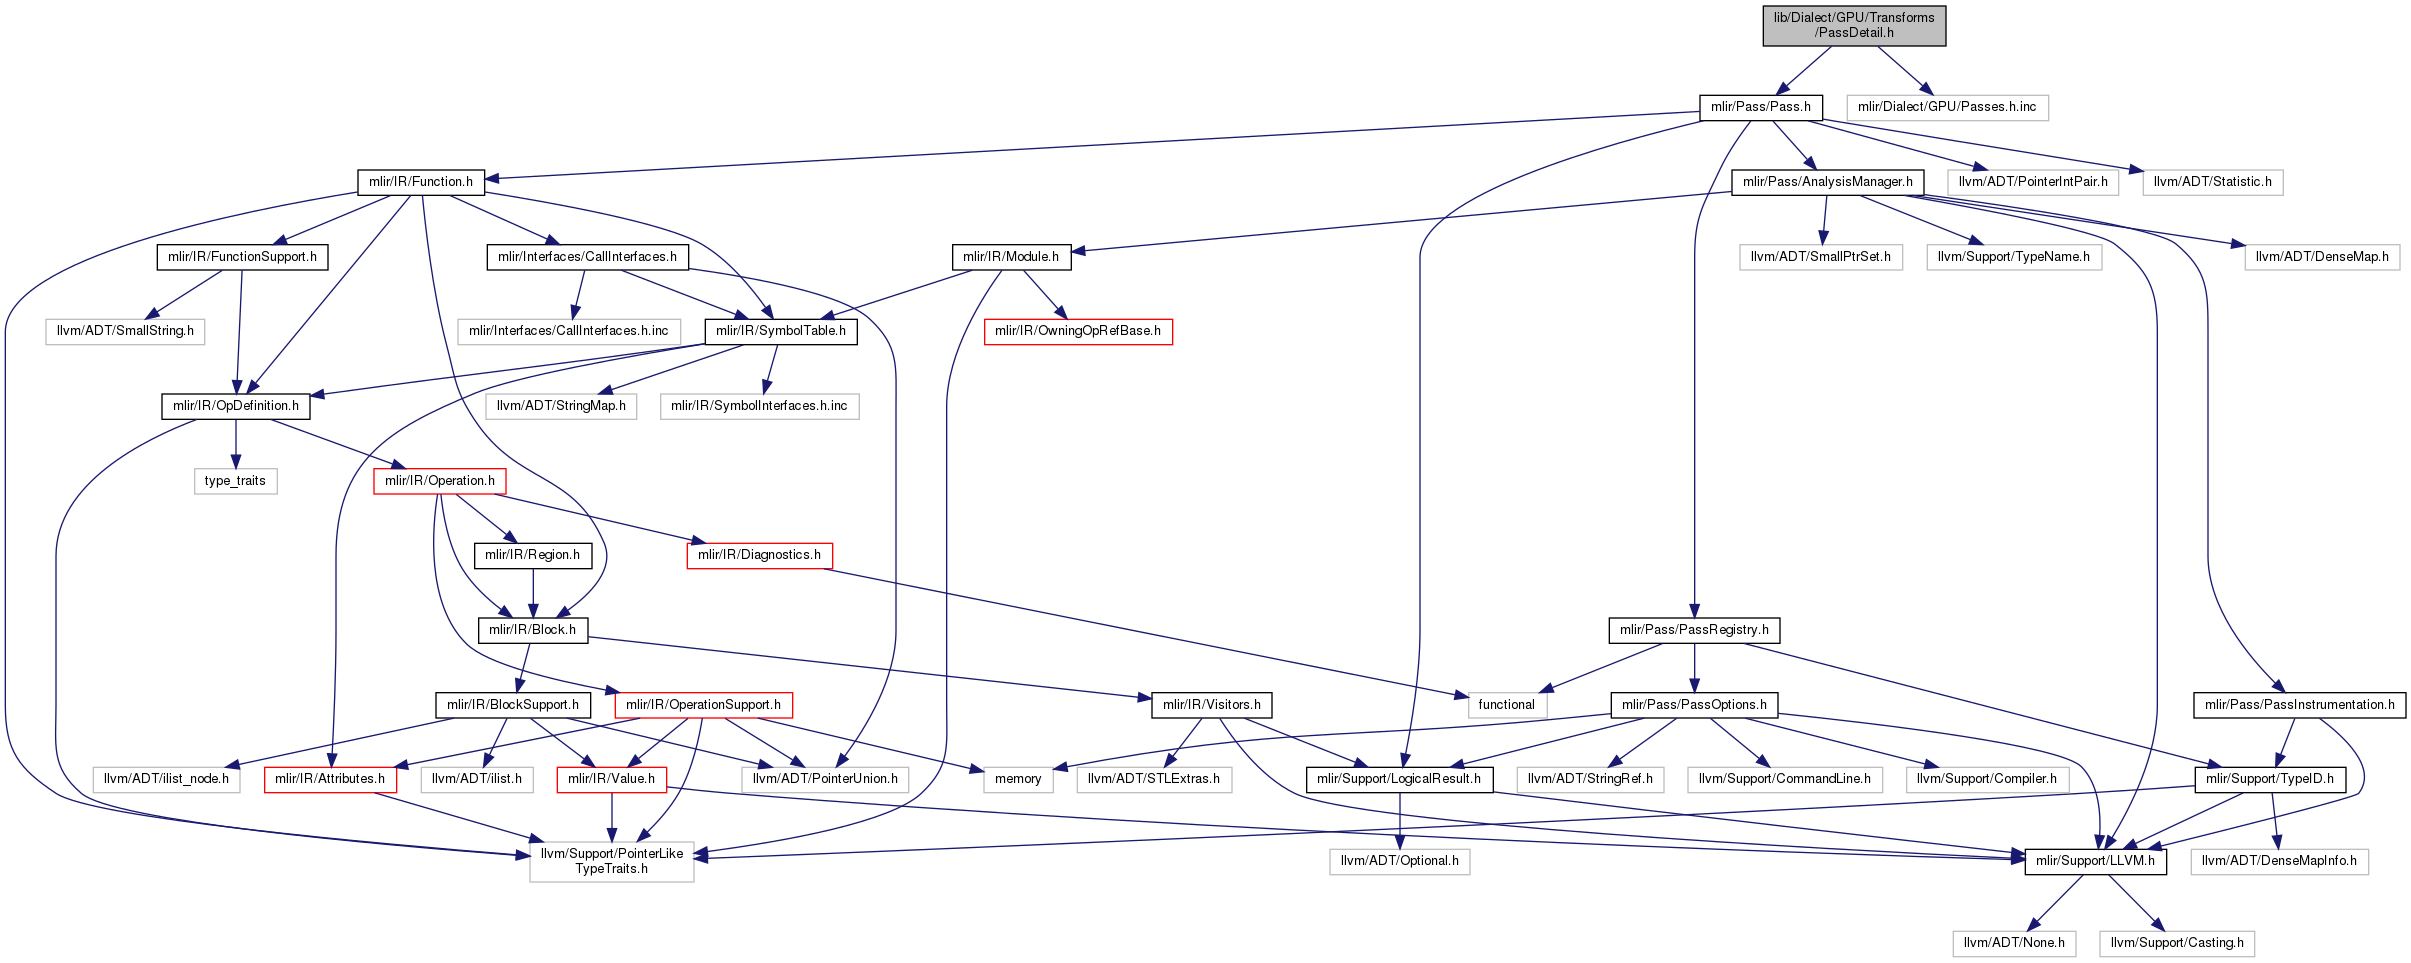 lib/Dialect/GPU/Transforms
/PassDetail.h
mlir/Pass/Pass.h
mlir/Dialect/GPU/Passes.h.inc
mlir/IR/Function.h
mlir/Pass/AnalysisManager.h
llvm/ADT/PointerIntPair.h
llvm/ADT/Statistic.h
mlir/IR/FunctionSupport.h
mlir/Interfaces/CallInterfaces.h
mlir/IR/Module.h
llvm/ADT/SmallPtrSet.h
llvm/Support/TypeName.h
llvm/ADT/DenseMap.h
llvm/ADT/SmallString.h
mlir/Interfaces/CallInterfaces.h.inc
mlir/IR/SymbolTable.h
mlir/IR/OwningOpRefBase.h
mlir/IR/OpDefinition.h
llvm/ADT/StringMap.h
mlir/IR/SymbolInterfaces.h.inc
type_traits
mlir/IR/Operation.h
mlir/IR/Region.h
mlir/IR/Diagnostics.h
mlir/IR/Block.h
mlir/Pass/PassRegistry.h
mlir/IR/BlockSupport.h
mlir/IR/OperationSupport.h
mlir/IR/Visitors.h
functional
mlir/Pass/PassOptions.h
mlir/Pass/PassInstrumentation.h
llvm/ADT/ilist_node.h
mlir/IR/Attributes.h
llvm/ADT/ilist.h
mlir/IR/Value.h
llvm/ADT/PointerUnion.h
memory
llvm/ADT/STLExtras.h
mlir/Support/LogicalResult.h
llvm/ADT/StringRef.h
llvm/Support/CommandLine.h
llvm/Support/Compiler.h
mlir/Support/TypeID.h
llvm/Support/PointerLike
TypeTraits.h
llvm/ADT/Optional.h
mlir/Support/LLVM.h
llvm/ADT/DenseMapInfo.h
llvm/ADT/None.h
llvm/Support/Casting.h